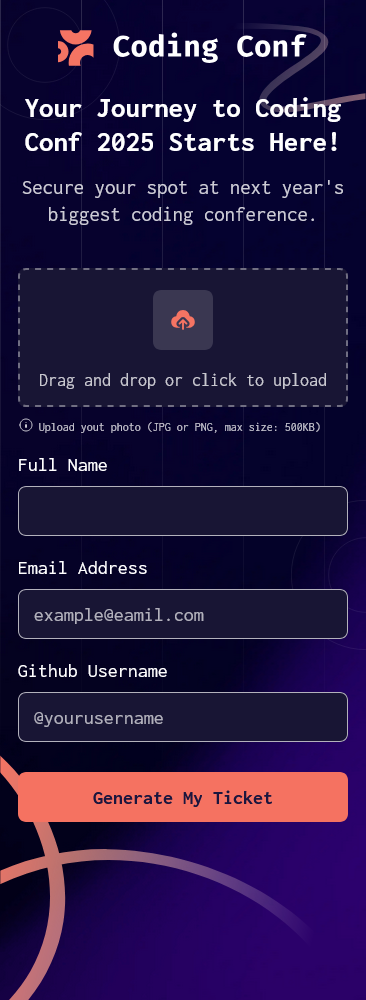 Coding Conf
Your Journey to Coding
Conf 2025 Starts Here!
Secure your spot at next year's
biggest coding conference.
Drag and drop or click to upload
Upload yout photo (JPG or PNG, max size: 500KB)
Full Name
Email Address
example@eamil.com
Github Username
@yourusername
Generate My Ticket